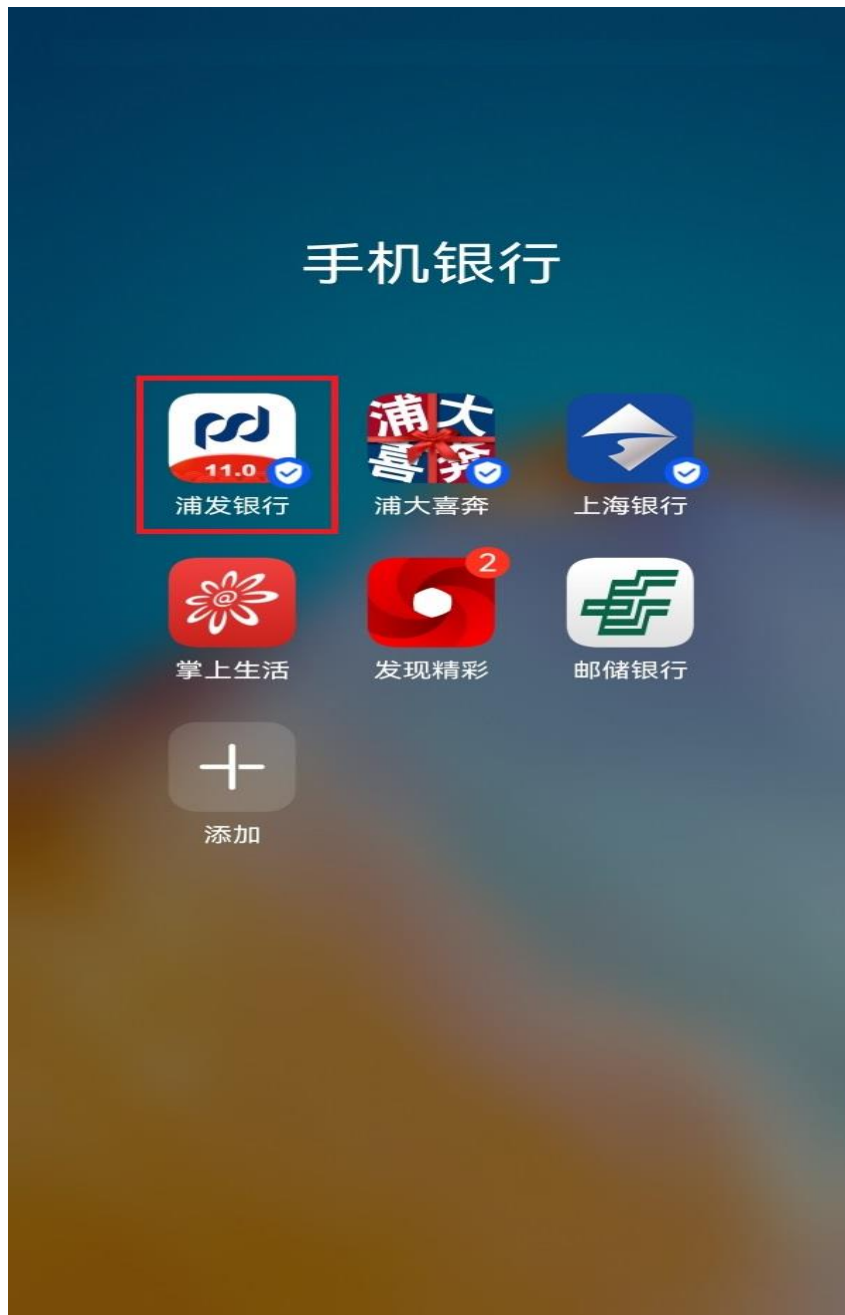 手机银行
11.0
浦发银行
浦大喜奔
浦大喜奔
上海银行
2
@
掌上生活
发现精彩
邮储银行
添加